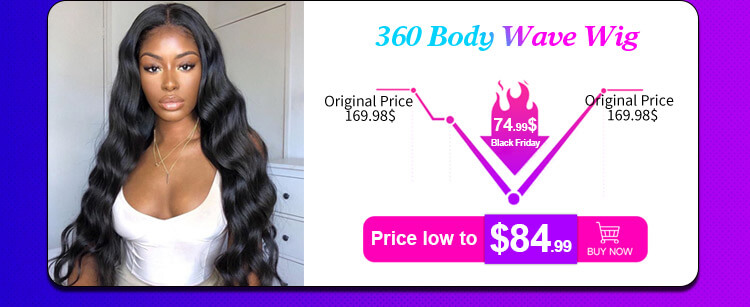 360 Body Wave Wig
Original Price
169.98$
74.99$
Black Friday
Original Price
169.98$
Price low to
$84.99
BUY NOW